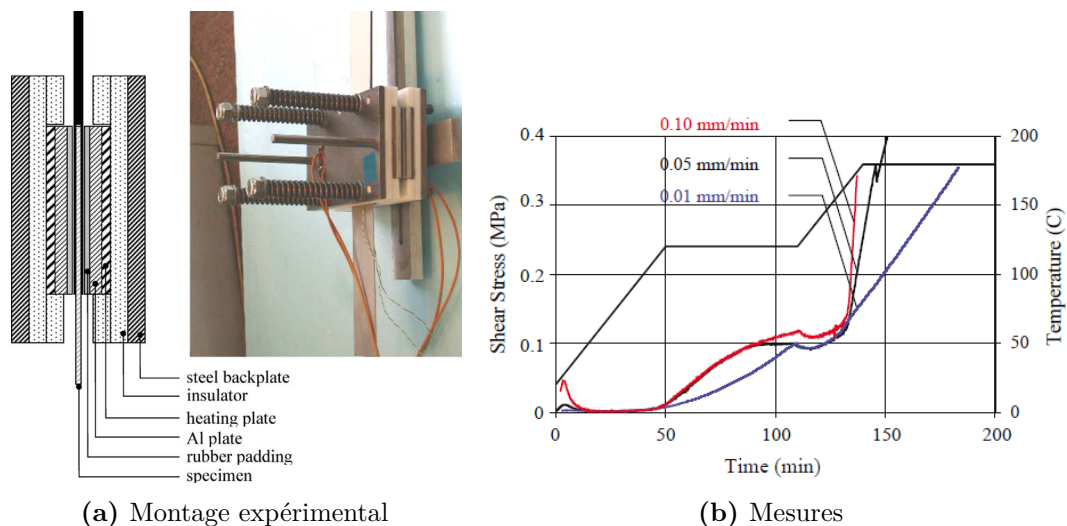 steel backplate
insulator
heating plate
Al plate
rubber padding
specimen
(a) Montage expérimental
0.10 mm/min
0.05 mm/min
0.01 mm/min
Shear Stress (MPa)
0.4
0.3
0.2
0.1
0
Temperature (C)
200
150
100
50
0
0 50 100 150 200
Time (min)
(b) Mesures